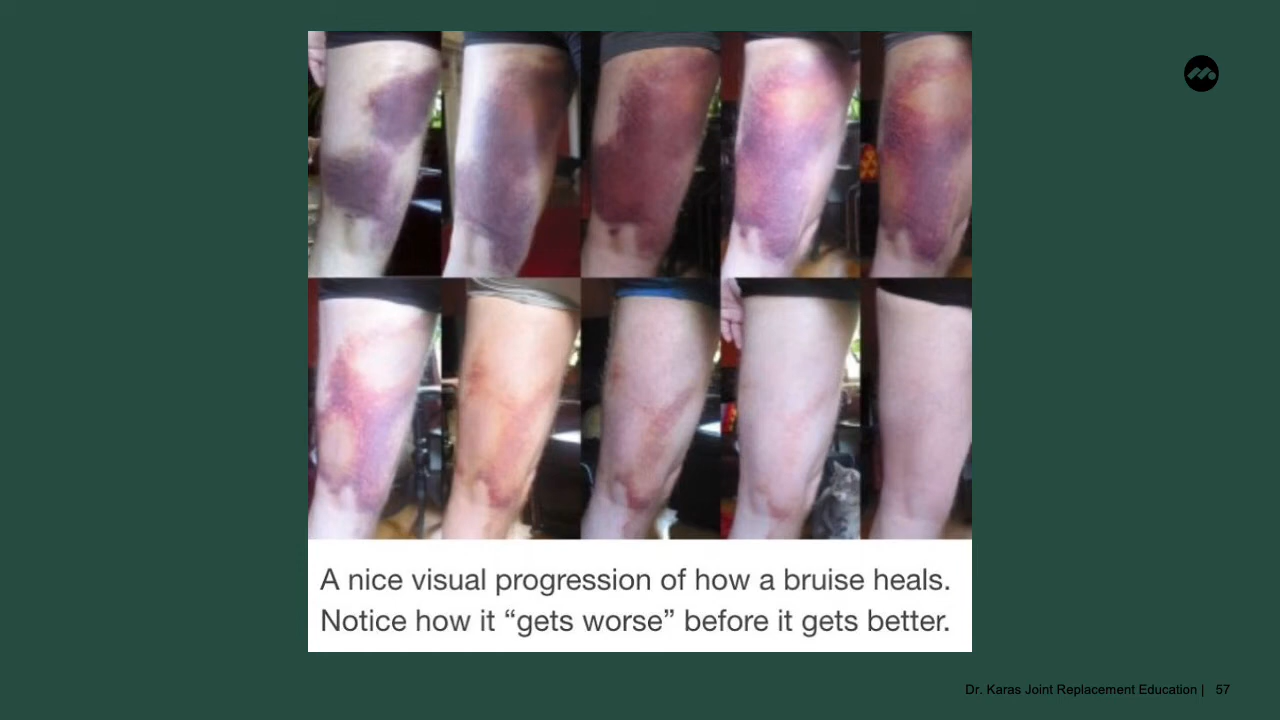 A nice visual progression of how a bruise heals.
Notice how it “gets worse” before it gets better.
Dr. Karas Joint Replacement Education | 57